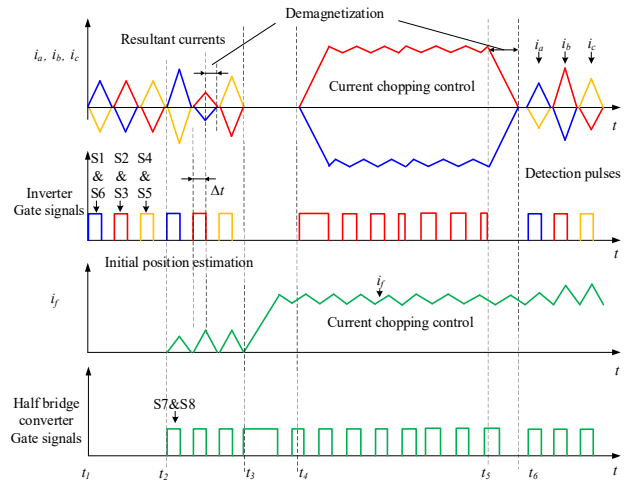 Demagnetization
Resultant currents
i_a, i_b, i_c
i_a
i_b
i_c
Current chopping control
t
S1 & S6
S2 & S3
S4 & S5
Δt
Detection pulses
Inverter
Gate signals
t
Initial position estimation
i_f
i_f
Current chopping control
t
S7&S8
Half bridge
converter
Gate signals
t
t_1
t_2
t_3
t_4
t_5
t_6